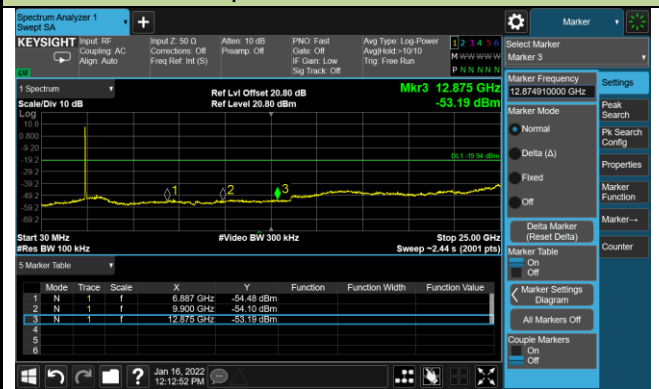 Spectrum Analyzer 1
Swept SA
Marker
KEYSIGHT
Input: RF
Coupling: AC
Align: Auto
Input Z: 50 Ω
Corrections: Off
Freq Ref: Int (S)
Atten: 10 dB
Preamp: Off
PNO: Fast
Gate: Off
IF Gain: Low
Sig Track: Off
Avg Type: Log-Power
Avg|Hold:>10/10
Trig: Free Run
1 2 3 4 5 6
M W W W W W
P N N N N N
Select Marker
Marker 3
1 Spectrum
Scale/Div 10 dB
Ref Lvl Offset 20.80 dB
Ref Level 20.80 dBm
Mkr3 12.875 GHz
-53.19 dBm
Log
10.8
0.800
-9.20
-19.2
-29.2
-39.2
-49.2
-59.2
-69.2
DL1 -19.94 dBm
1
2
3
Start 30 MHz
#Res BW 100 kHz
#Video BW 300 kHz
Stop 25.00 GHz
Sweep ~2.44 s (2001 pts)
5 Marker Table
Mode Trace Scale X Y Function Function Width Function Value
1 N 1 f 6.887 GHz -54.48 dBm
2 N 1 f 9.900 GHz -54.10 dBm
3 N 1 f 12.875 GHz -53.19 dBm
4
5
6
Jan 16, 2022
12:12:52 PM
Marker Frequency
12.874910000 GHz
Marker Mode
Normal
Delta (Δ)
Fixed
Off
Delta Marker
(Reset Delta)
Marker Table
On
Off
Marker Settings
Diagram
All Markers Off
Couple Markers
On
Off
Settings
Peak
Search
Pk Search
Config
Properties
Marker
Function
Marker→
Counter